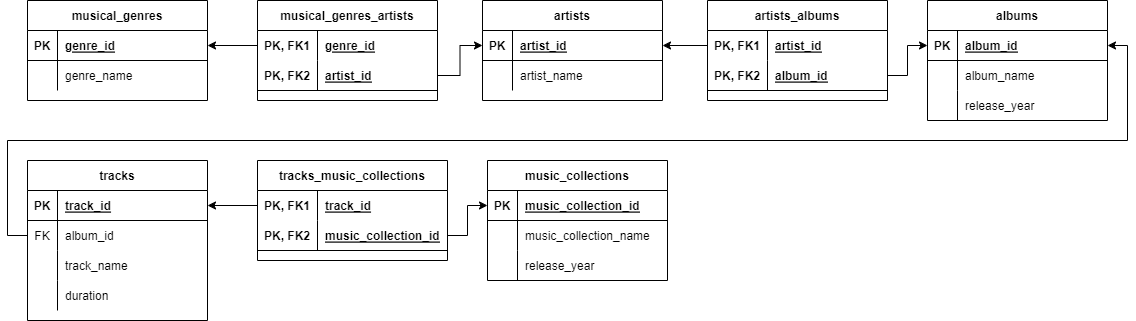 musical_genres
PK genre_id
genre_name
musical_genres_artists
PK, FK1 genre_id
PK, FK2 artist_id
artists
PK artist_id
artist_name
artists_albums
PK, FK1 artist_id
PK, FK2 album_id
albums
PK album_id
album_name
release_year
tracks
PK track_id
FK album_id
track_name
duration
tracks_music_collections
PK, FK1 track_id
PK, FK2 music_collection_id
music_collections
PK music_collection_id
music_collection_name
release_year